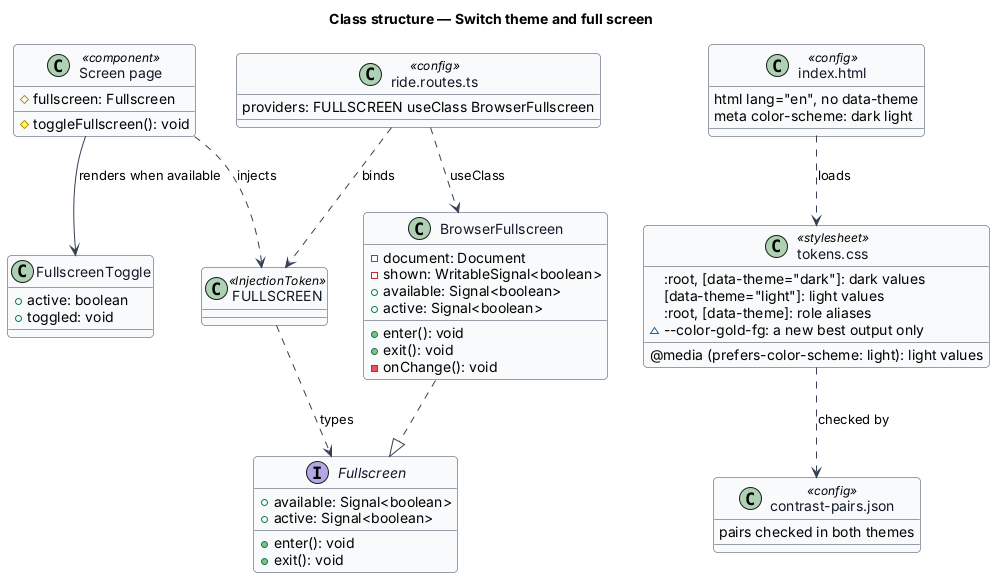 Class structure — Switch theme and full screen
«component»
Screen page
fullscreen: Fullscreen
toggleFullscreen(): void
«config»
ride.routes.ts
providers: FULLSCREEN useClass BrowserFullscreen
«config»
index.html
html lang="en", no data-theme
meta color-scheme: dark light
renders when available
injects
binds
useClass
loads
FullscreenToggle
active: boolean
toggled: void
«InjectionToken»
FULLSCREEN
BrowserFullscreen
document: Document
shown: WritableSignal<boolean>
available: Signal<boolean>
active: Signal<boolean>
enter(): void
exit(): void
onChange(): void
«stylesheet»
tokens.css
:root, [data-theme="dark"]: dark values
[data-theme="light"]: light values
:root, [data-theme]: role aliases
--color-gold-fg: a new best output only
@media (prefers-color-scheme: light): light values
types
checked by
Fullscreen
available: Signal<boolean>
active: Signal<boolean>
enter(): void
exit(): void
«config»
contrast-pairs.json
pairs checked in both themes